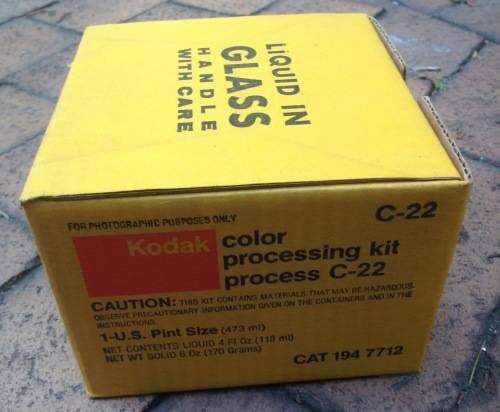 LiQUID IN
GLASS
HANDLE
WITH CARE
FOR PHOTOGRAPHIC PURPOSES ONLY
C-22
Kodak
color
processing kit
process C-22
CAUTION: THIS KIT CONTAINS MATERIALS THAT MAY BE HAZARDOUS.
OBSERVE PRECAUTIONARY INFORMATION GIVEN ON THE CONTAINERS AND IN THE
INSTRUCTIONS.
1-U.S. Pint Size (473 ml)
NET CONTENTS LIQUID 4 Fl Oz (118 ml)
NET WT SOLID 6 Oz (170 Grams)
CAT 194 7712